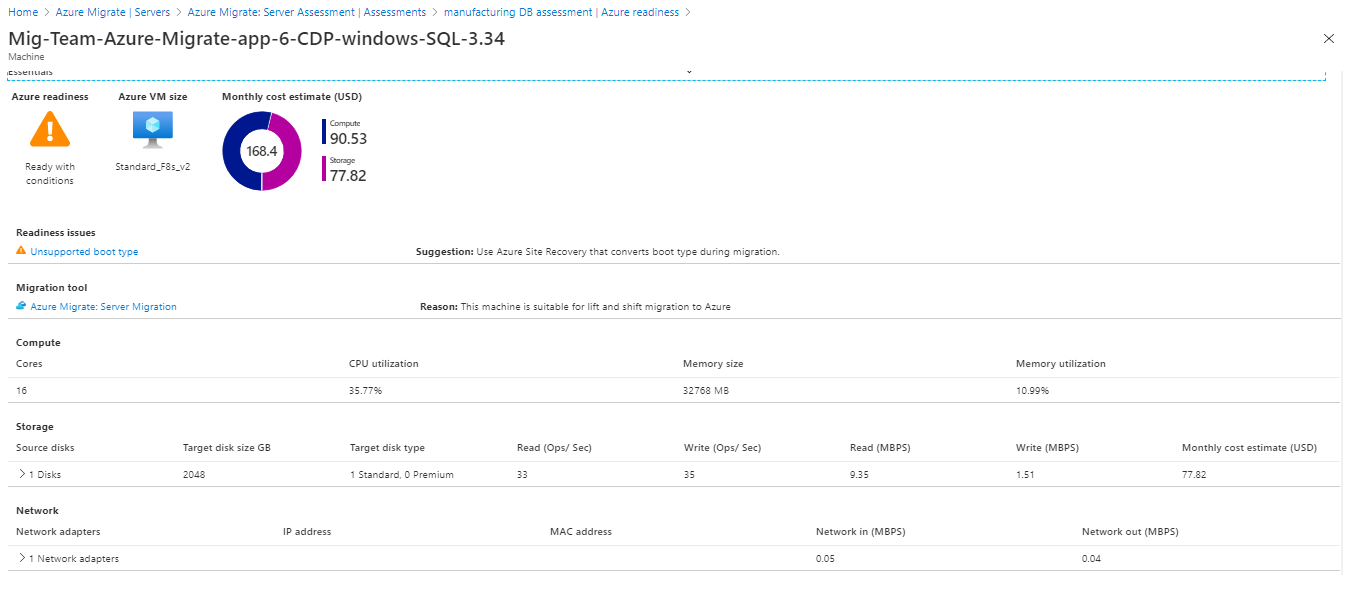 Home > Azure Migrate | Servers > Azure Migrate: Server Assessment | Assessments > manufacturing DB assessment | Azure readiness >
Mig-Team-Azure-Migrate-app-6-CDP-windows-SQL-3.34
Machine
Essentials
Azure readiness Azure VM size Monthly cost estimate (USD)
Ready with
conditions
Standard_F8s_v2
168.4
Compute
90.53
Storage
77.82
Readiness issues
Unsupported boot type Suggestion: Use Azure Site Recovery that converts boot type during migration.
Migration tool
Azure Migrate: Server Migration Reason: This machine is suitable for lift and shift migration to Azure
Compute
Cores CPU utilization Memory size Memory utilization
16 35.77% 32768 MB 10.99%
Storage
Source disks Target disk size GB Target disk type Read (Ops/ Sec) Write (Ops/ Sec) Read (MBPS) Write (MBPS) Monthly cost estimate (USD)
1 Disks 2048 1 Standard, 0 Premium 33 35 9.35 1.51 77.82
Network
Network adapters IP address MAC address Network in (MBPS) Network out (MBPS)
1 Network adapters 0.05 0.04